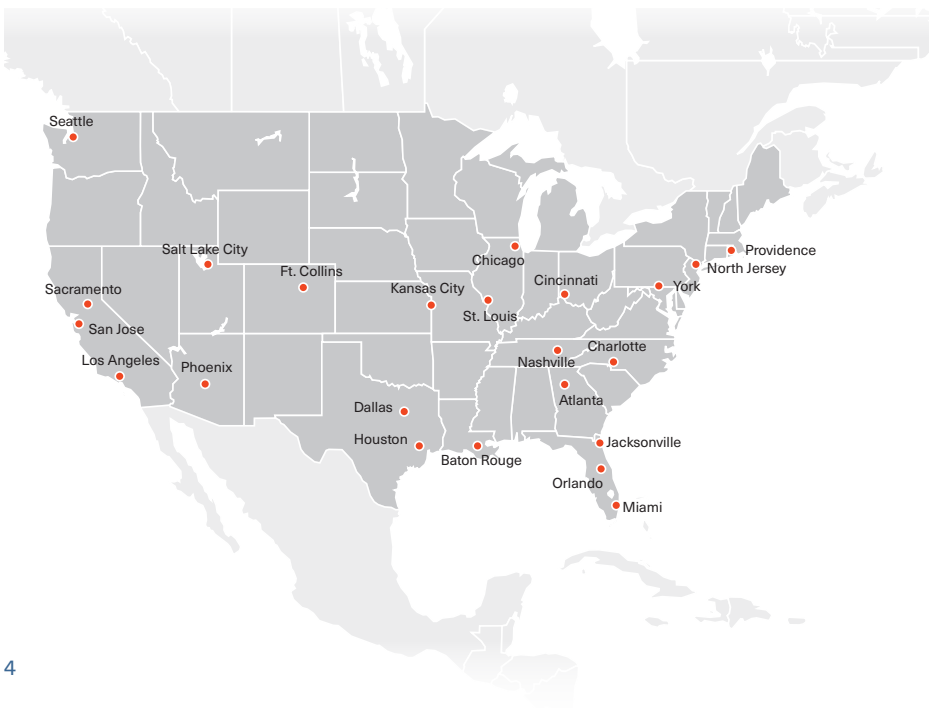 Seattle
Salt Lake City
Providence
Chicago
North Jersey
Ft. Collins
Cincinnati
Sacramento
Kansas City
York
St. Louis
San Jose
Charlotte
Los Angeles
Phoenix
Nashville
Atlanta
Dallas
Houston
Jacksonville
Baton Rouge
Orlando
Miami
4